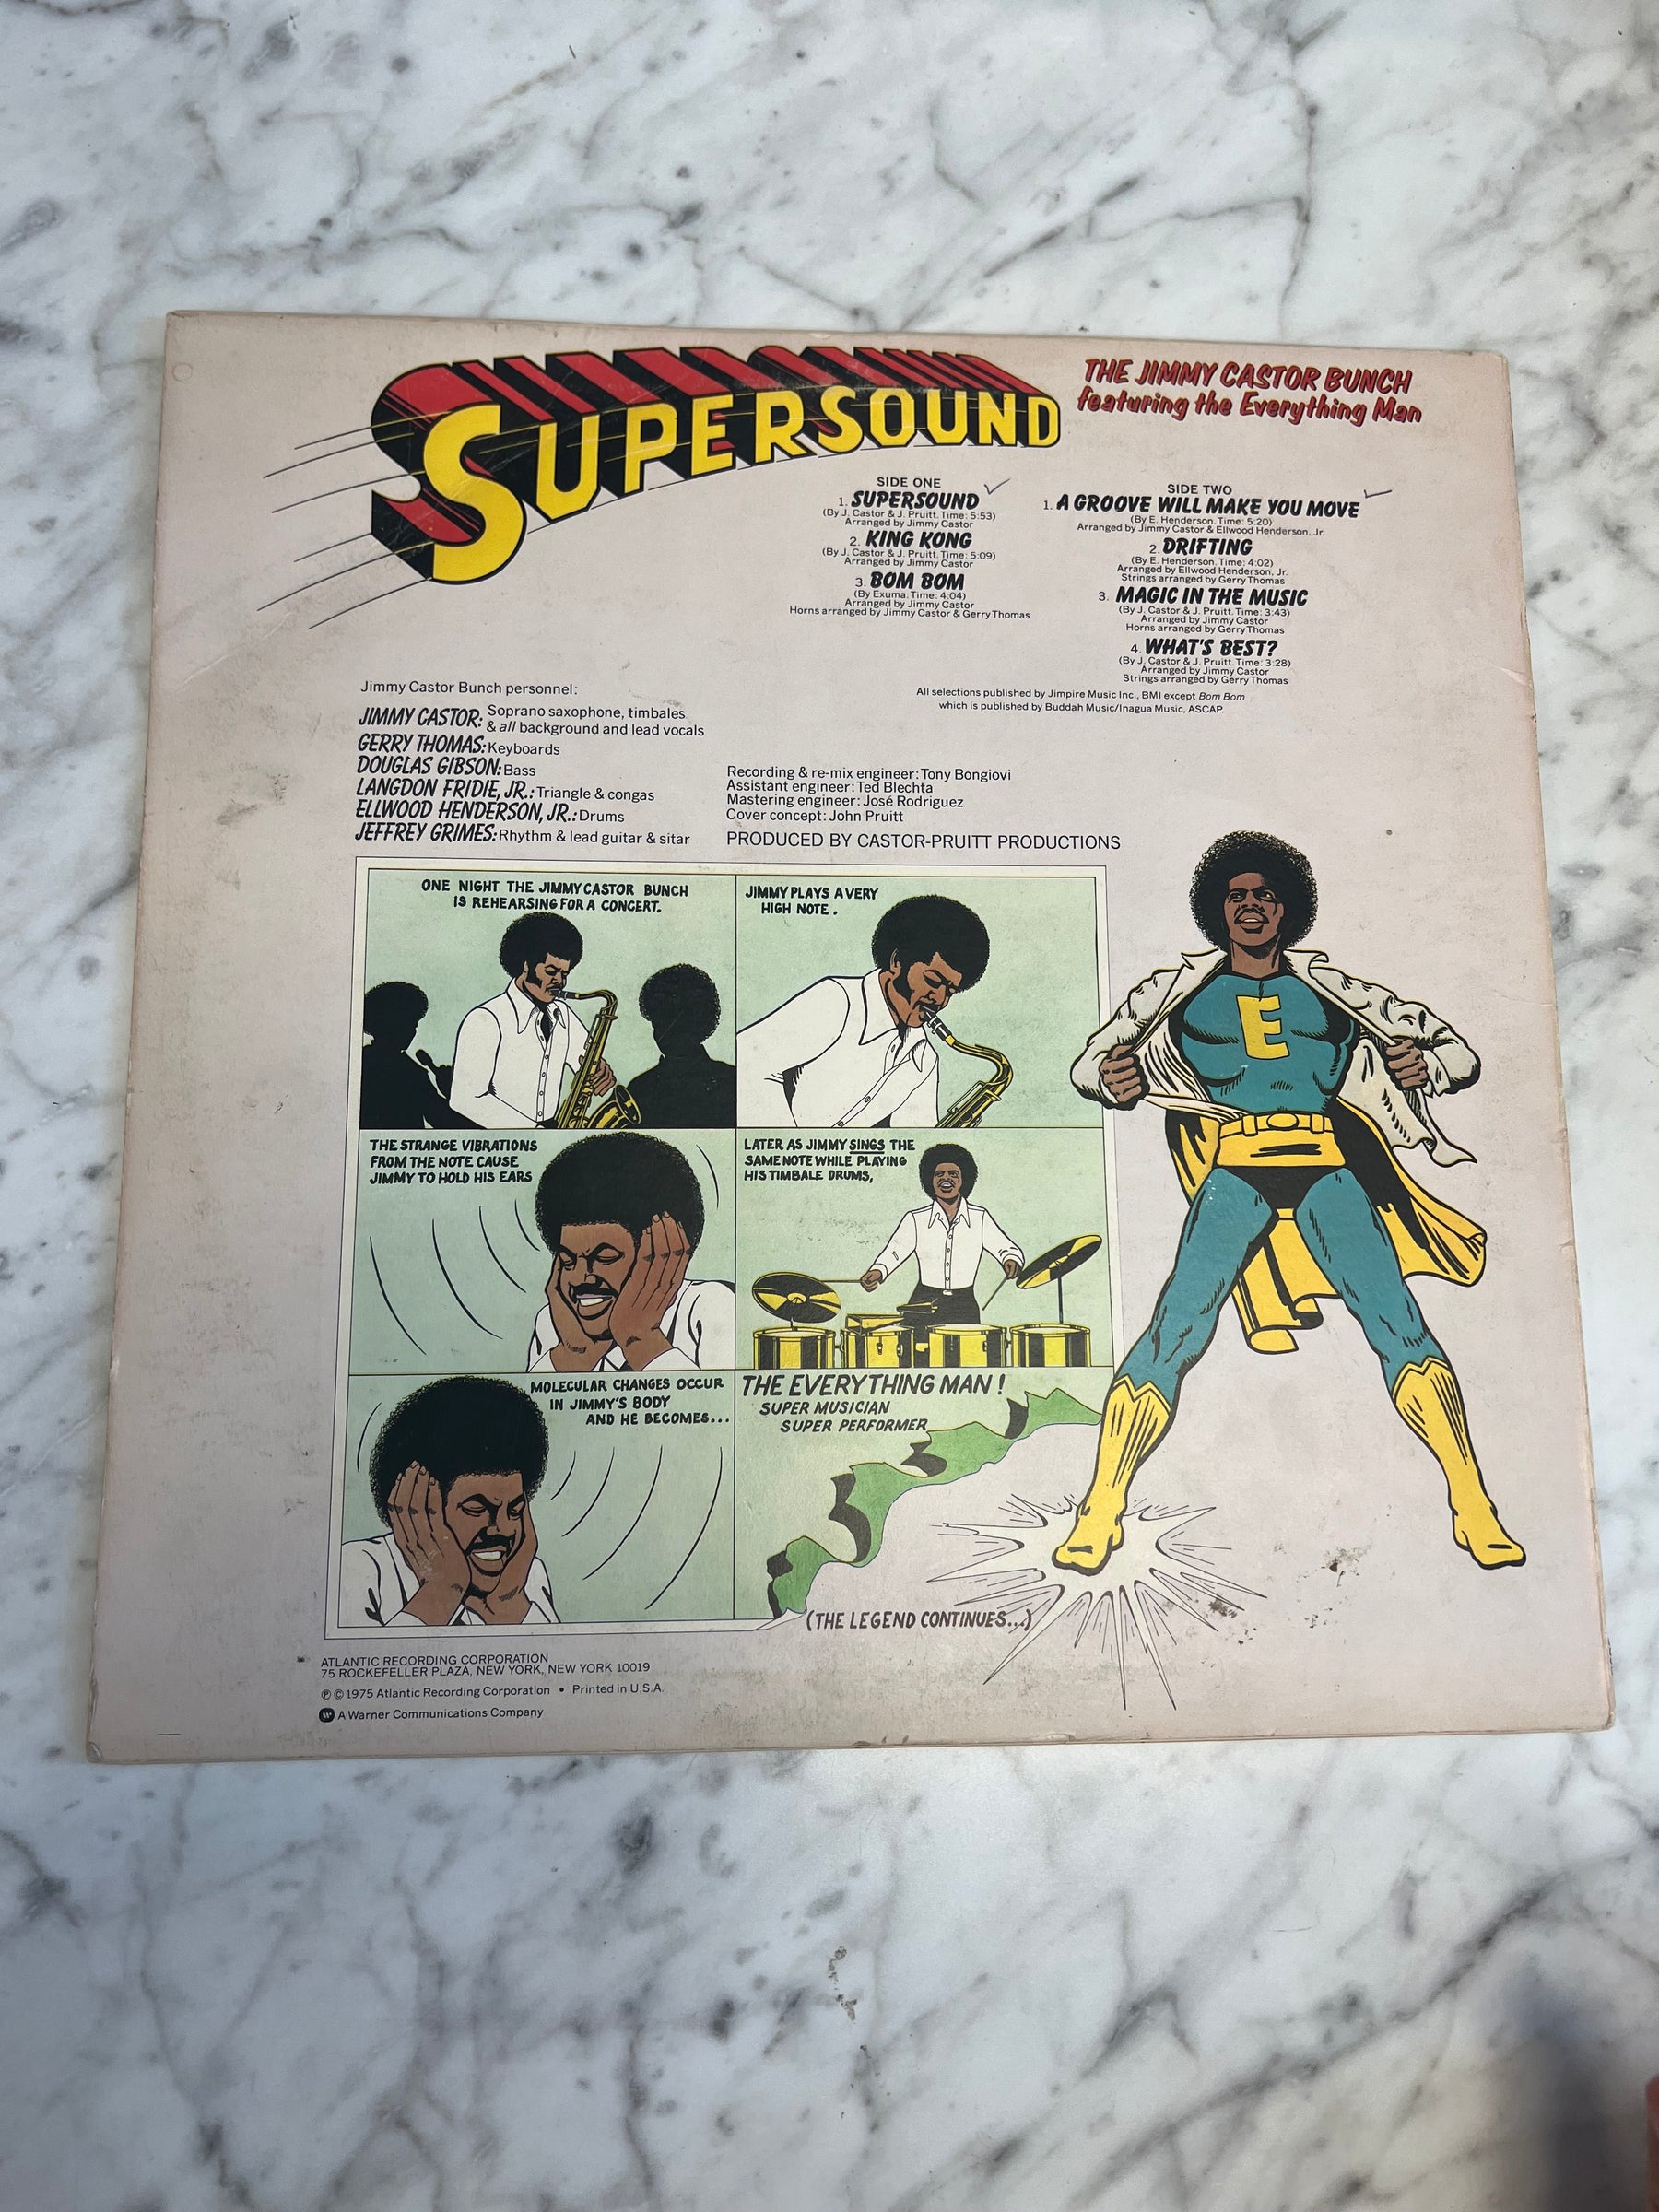 SUPERSOUND
THE JIMMY CASTOR BUNCH
featuring the Everything Man
SIDE ONE
1. SUPERSOUND
(By J. Castor & J. Pruitt. Time: 5:53)
Arranged by Jimmy Castor
2. KING KONG
(By J. Castor & J. Pruitt. Time: 5:09)
Arranged by Jimmy Castor
3. BOM BOM
(By Exuma. Time: 4:04)
Arranged by Jimmy Castor
Horns arranged by Jimmy Castor & Gerry Thomas
SIDE TWO
1. A GROOVE WILL MAKE YOU MOVE
(By E. Henderson. Time: 5:20)
Arranged by Jimmy Castor & Ellwood Henderson, Jr.
2. DRIFTING
(By E. Henderson. Time: 4:02)
Arranged by Ellwood Henderson, Jr.
Strings arranged by Gerry Thomas
3. MAGIC IN THE MUSIC
(By J. Castor & J. Pruitt. Time: 3:43)
Arranged by Jimmy Castor
Horns arranged by Gerry Thomas
4. WHAT'S BEST?
(By J. Castor & J. Pruitt. Time: 3:28)
Arranged by Jimmy Castor
Strings arranged by Gerry Thomas
All selections published by Jimpire Music Inc., BMI except Bom Bom
which is published by Buddah Music/Inagua Music, ASCAP.
Jimmy Castor Bunch personnel:
JIMMY CASTOR: Soprano saxophone, timbales
& all background and lead vocals
GERRY THOMAS: Keyboards
DOUGLAS GIBSON: Bass
LANGDON FRIDIE, JR.: Triangle & congas
ELLWOOD HENDERSON, JR.: Drums
JEFFREY GRIMES: Rhythm & lead guitar & sitar
Recording & re-mix engineer: Tony Bongiovi
Assistant engineer: Ted Blechta
Mastering engineer: José Rodriguez
Cover concept: John Pruitt
PRODUCED BY CASTOR-PRUITT PRODUCTIONS
ONE NIGHT THE JIMMY CASTOR BUNCH
IS REHEARSING FOR A CONCERT.
JIMMY PLAYS A VERY
HIGH NOTE.
THE STRANGE VIBRATIONS
FROM THE NOTE CAUSE
JIMMY TO HOLD HIS EARS
LATER AS JIMMY SINGS THE
SAME NOTE WHILE PLAYING
HIS TIMBALE DRUMS,
MOLECULAR CHANGES OCCUR
IN JIMMY'S BODY
AND HE BECOMES...
THE EVERYTHING MAN!
SUPER MUSICIAN
SUPER PERFORMER
E
(THE LEGEND CONTINUES...)
ATLANTIC RECORDING CORPORATION
75 ROCKEFELLER PLAZA, NEW YORK, NEW YORK 10019
℗ © 1975 Atlantic Recording Corporation • Printed in U.S.A.
W A Warner Communications Company